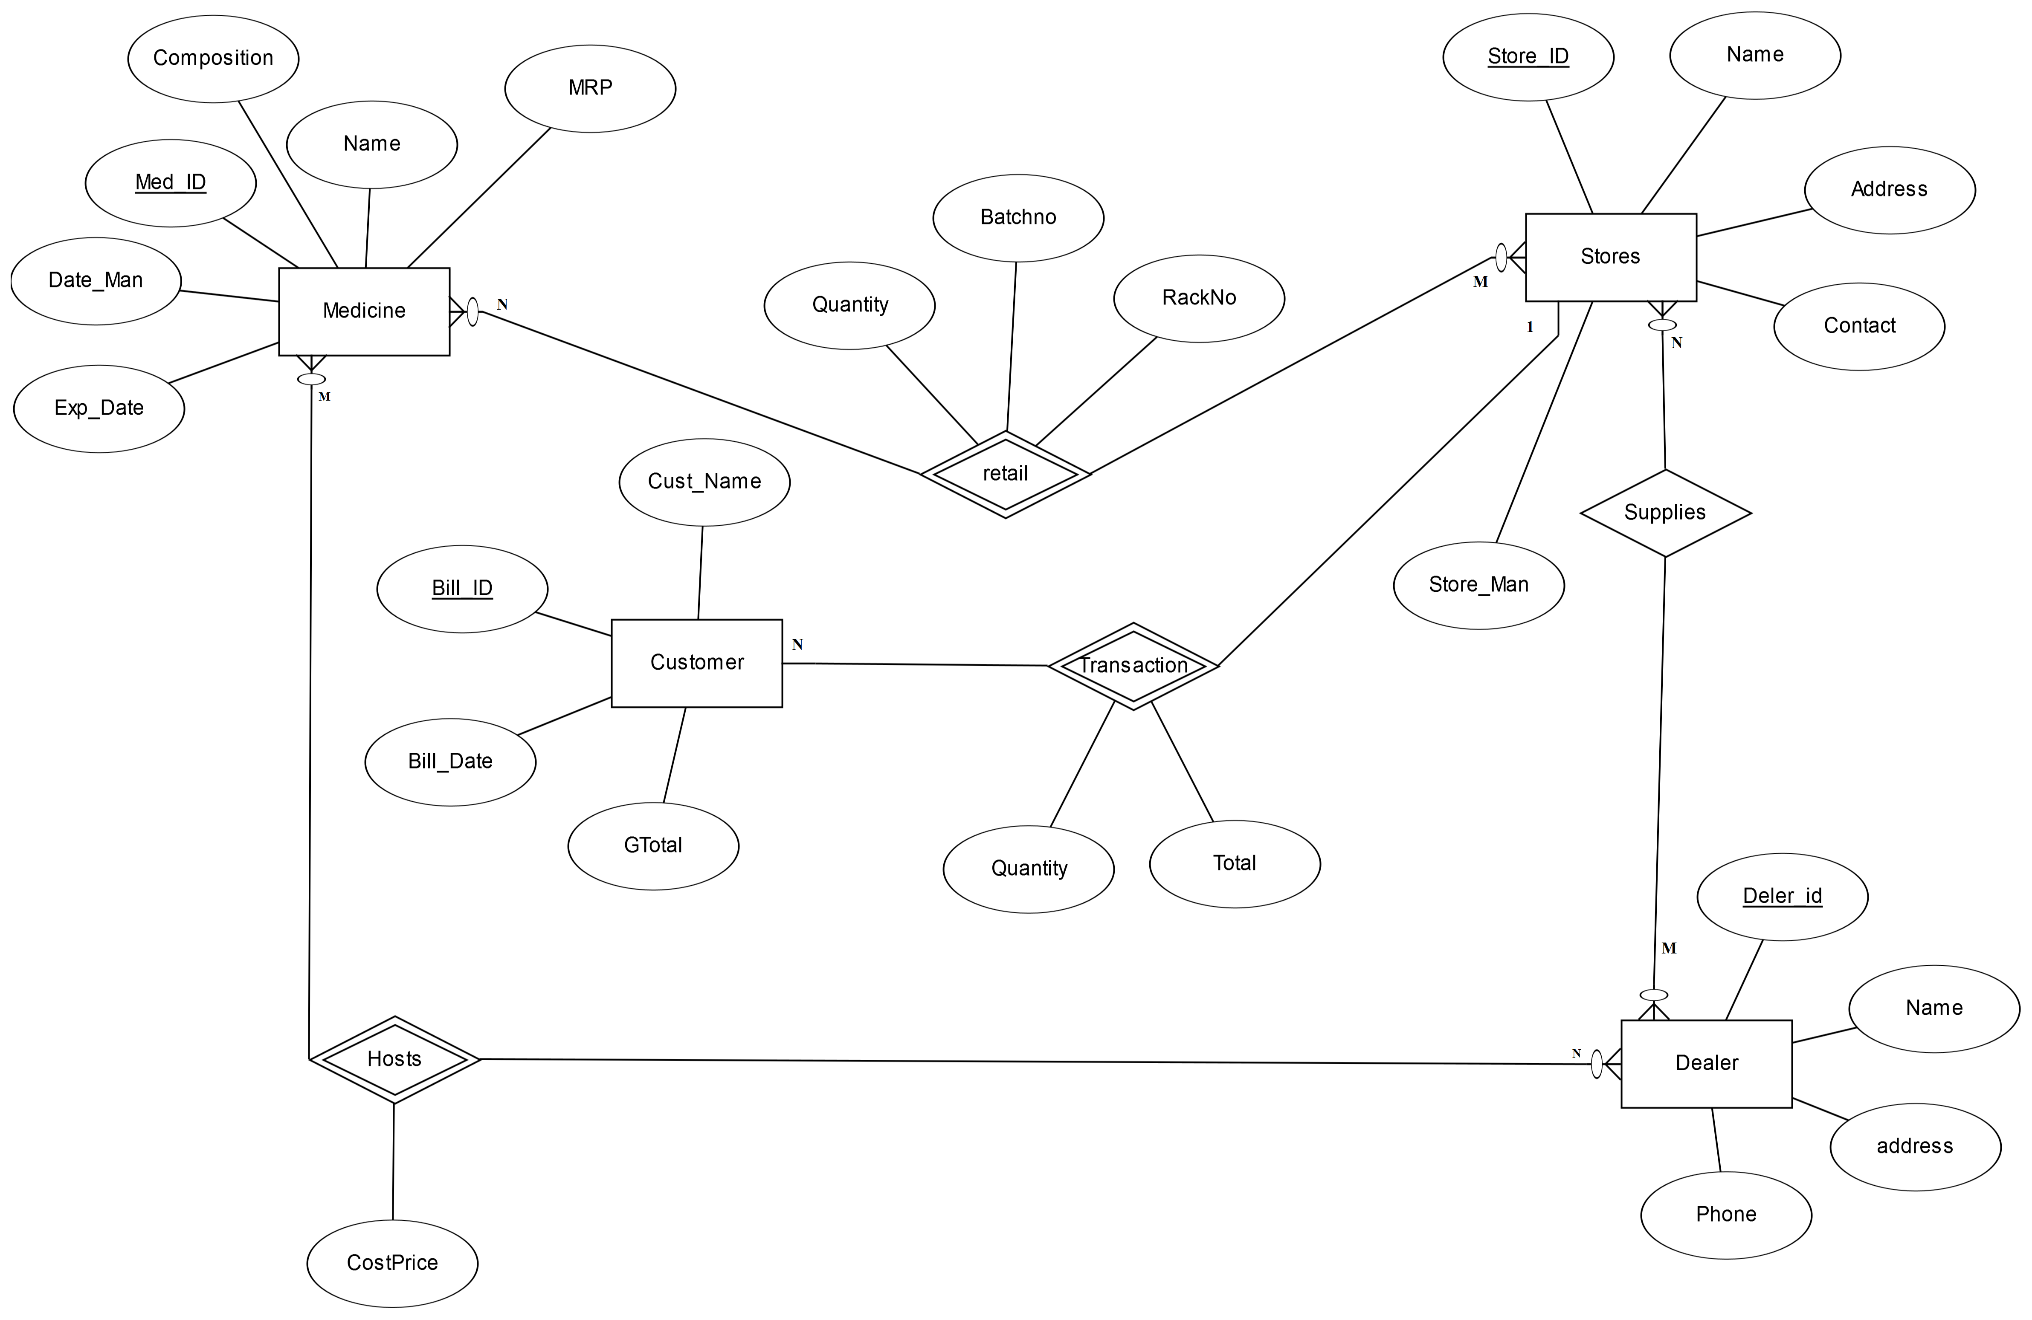 Composition
MRP
Name
Med_ID
Date_Man
Medicine
Exp_Date
N
M
Store_ID
Name
Address
Stores
Contact
M
1
N
Batchno
Quantity
RackNo
retail
Supplies
Store_Man
Cust_Name
Bill_ID
Customer
N
Transaction
Bill_Date
GTotal
Quantity
Total
M
Deler_id
Name
N
Dealer
address
Phone
Hosts
CostPrice